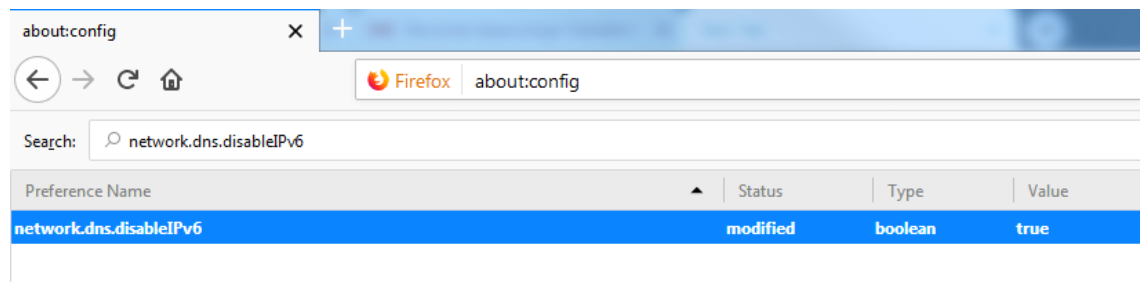 about:config
Firefox about:config
Search: network.dns.disableIPv6
Preference Name Status Type Value
network.dns.disableIPv6 modified boolean true